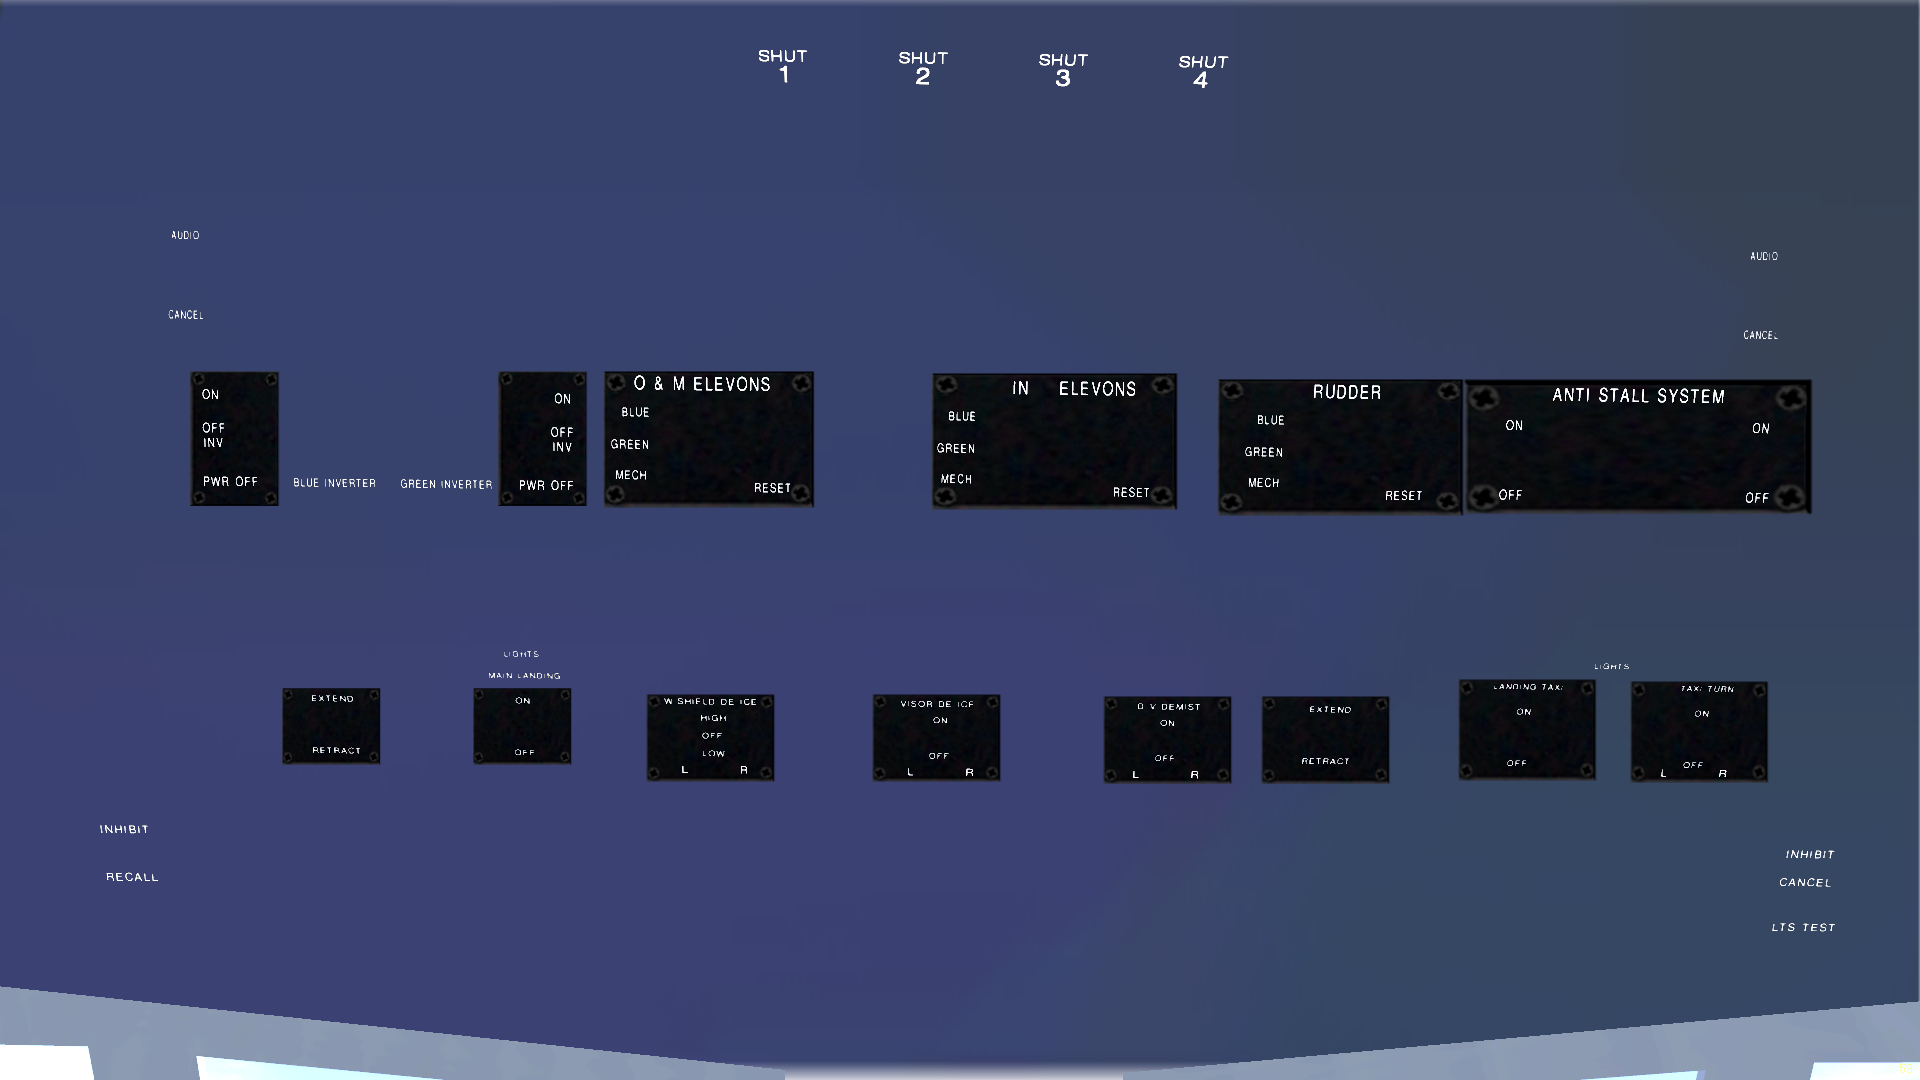 SHUT
1
SHUT
2
SHUT
3
SHUT
4
AUDIO
CANCEL
AUDIO
CANCEL
ON
OFF
INV
PWR OFF
BLUE INVERTER
GREEN INVERTER
ON
OFF
INV
PWR OFF
O & M ELEVONS
BLUE
GREEN
MECH
RESET
IN ELEVONS
BLUE
GREEN
MECH
RESET
RUDDER
BLUE
GREEN
MECH
RESET
ANTI STALL SYSTEM
ON ON
OFF OFF
EXTEND
RETRACT
LIGHTS
MAIN LANDING
ON
OFF
W SHIELD DE ICE
HIGH
OFF
LOW
L R
VISOR DE ICE
ON
OFF
L R
D V DEMIST
ON
OFF
L R
EXTEND
RETRACT
LIGHTS
LANDING TAXI
ON
OFF
TAXI TURN
ON
OFF
L R
INHIBIT
RECALL
INHIBIT
CANCEL
LTS TEST